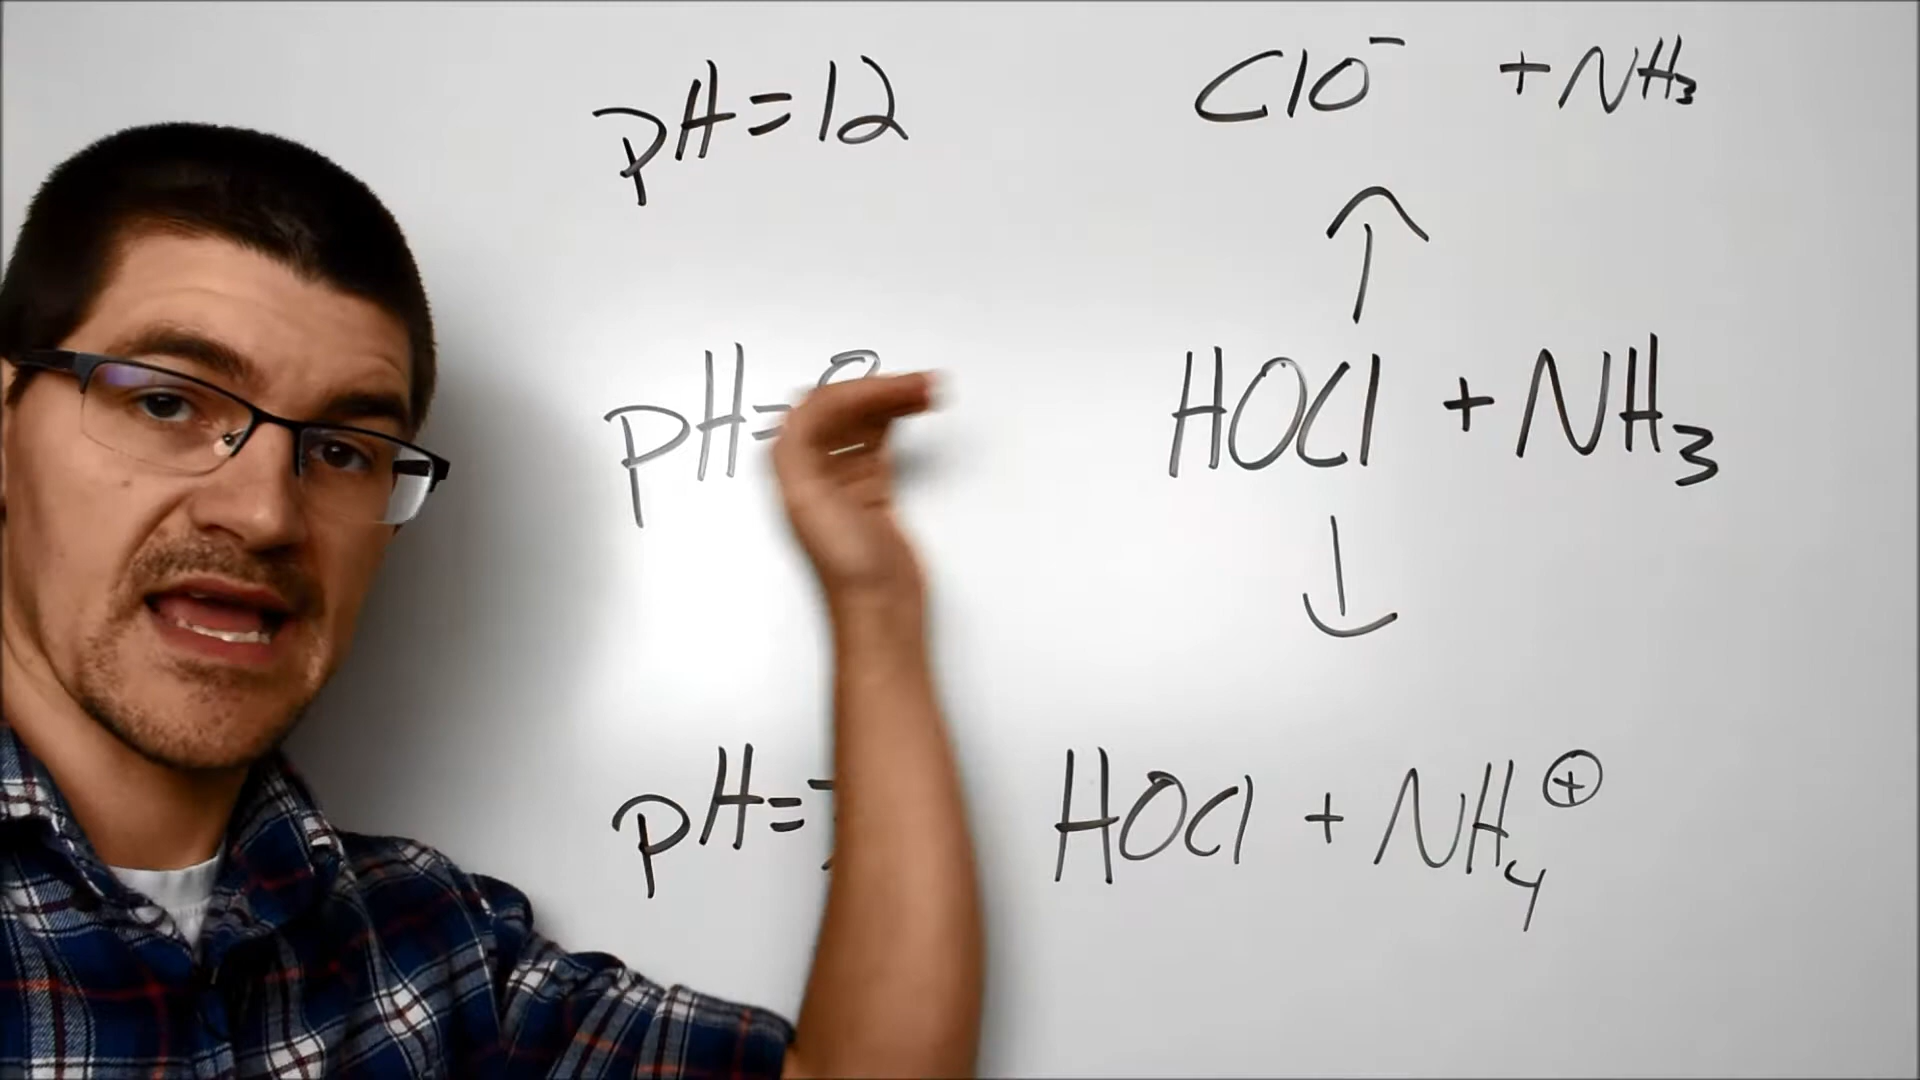 pH=12 ClO⁻ +NH₃
pH= HOCl + NH₃
pH= HOCl + NH₄⊕